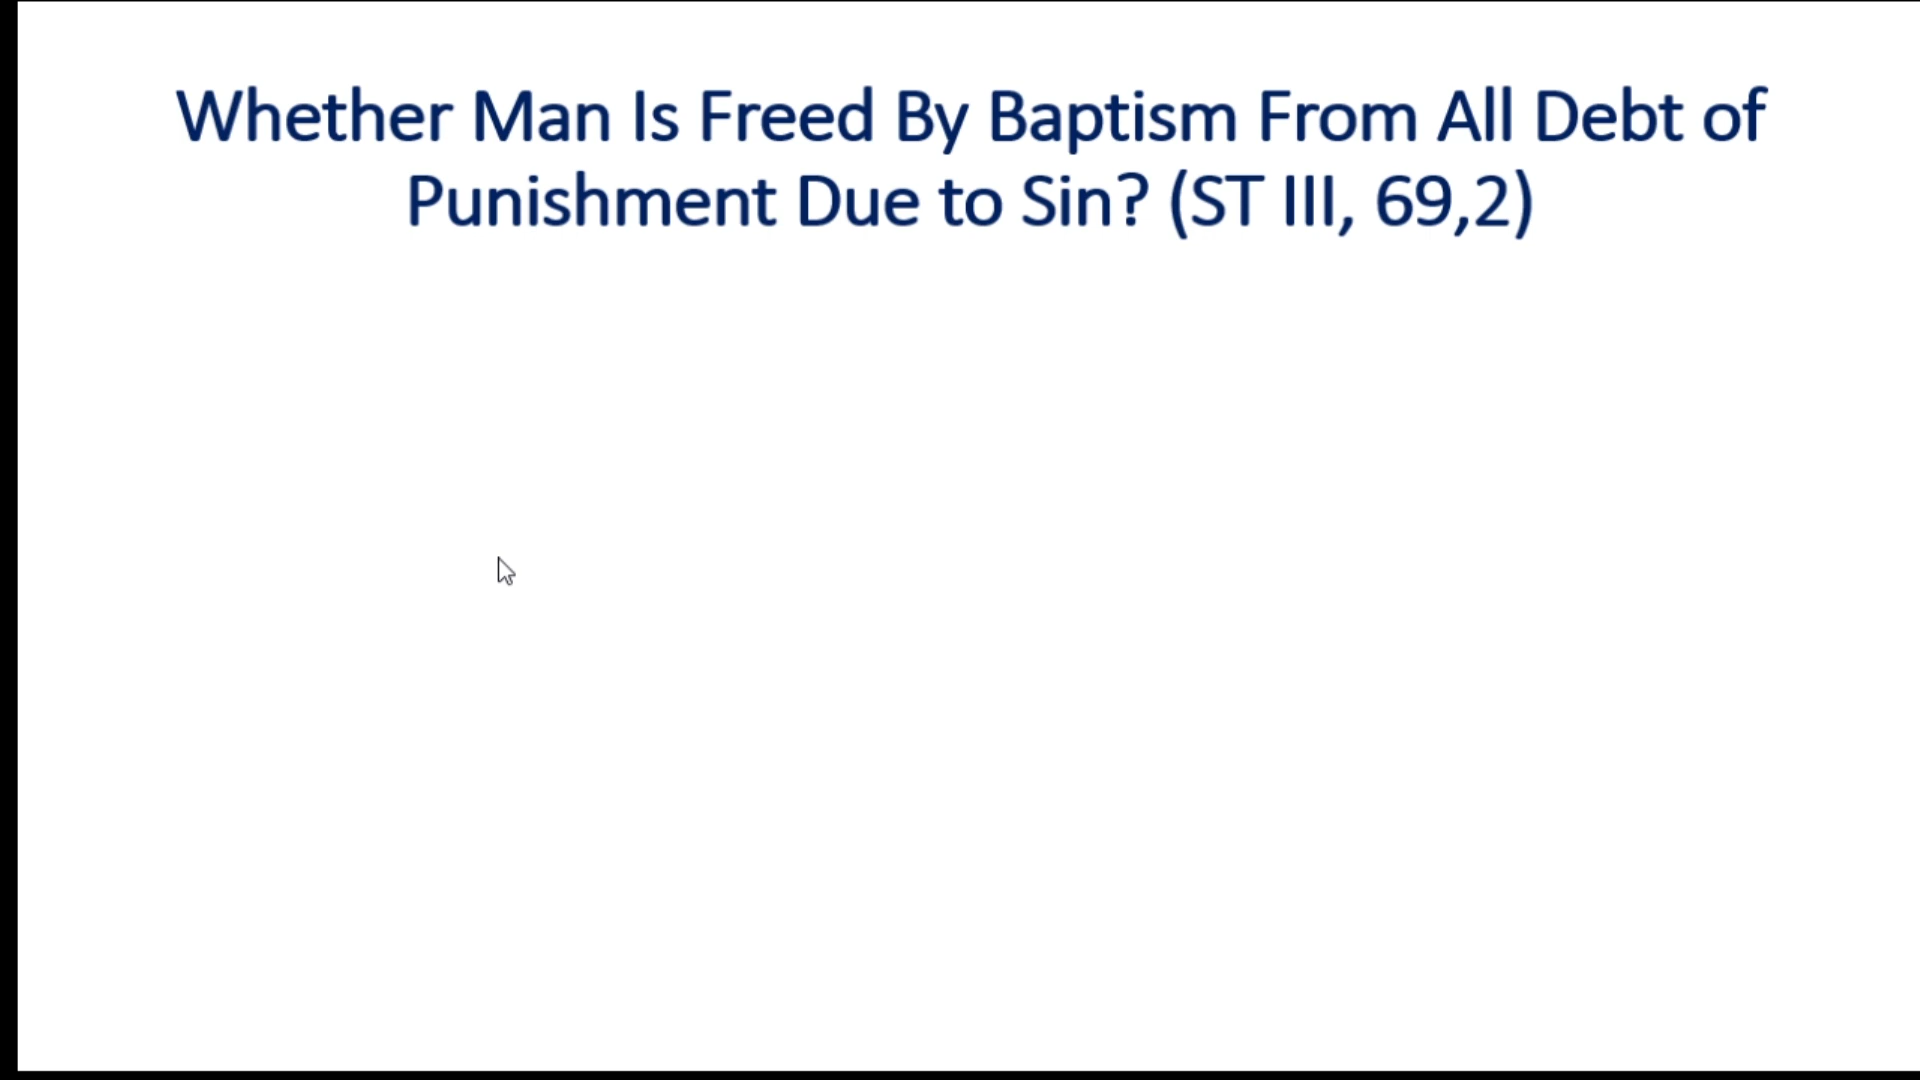 Whether Man Is Freed By Baptism From All Debt of
Punishment Due to Sin? (ST III, 69,2)